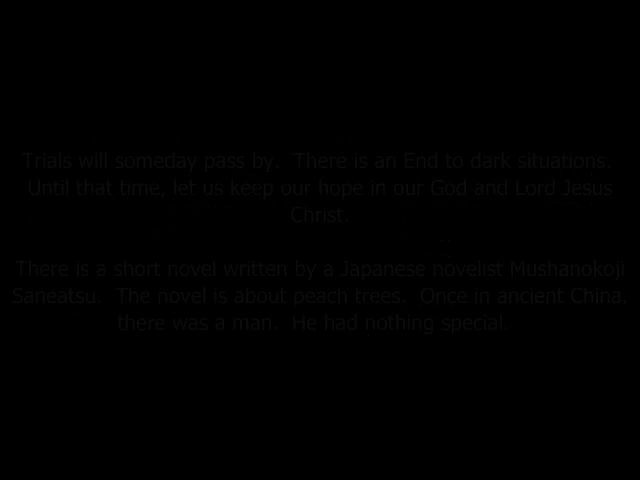 Trials will someday pass by.  There is an End to dark situations.
Until that time, let us keep our hope in our God and Lord Jesus
Christ.
There is a short novel written by a Japanese novelist Mushanokoji
Saneatsu.  The novel is about peach trees.  Once in ancient China,
there was a man.  He had nothing special.